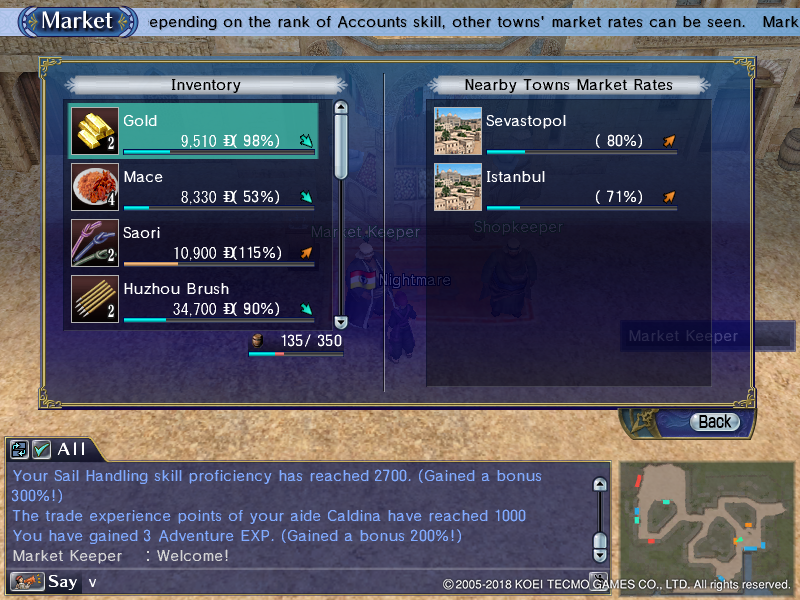 Market
epending on the rank of Accounts skill, other towns' market rates can be seen. Mark
Inventory
Nearby Towns Market Rates
Gold
2
9,510 D( 98%)
Mace
4
8,330 D( 53%)
Saori
2
10,900 D(115%)
Huzhou Brush
2
34,700 D( 90%)
135/ 350
Sevastopol
( 80%)
Istanbul
( 71%)
Market Keeper
Shopkeeper
Nightmare
Market Keeper
Back
All
Your Sail Handling skill proficiency has reached 2700. (Gained a bonus
300%!)
The trade experience points of your aide Caldina have reached 1000
You have gained 3 Adventure EXP. (Gained a bonus 200%!)
Market Keeper : Welcome!
Say v
©2005-2018 KOEI TECMO GAMES CO., LTD. All rights reserved.